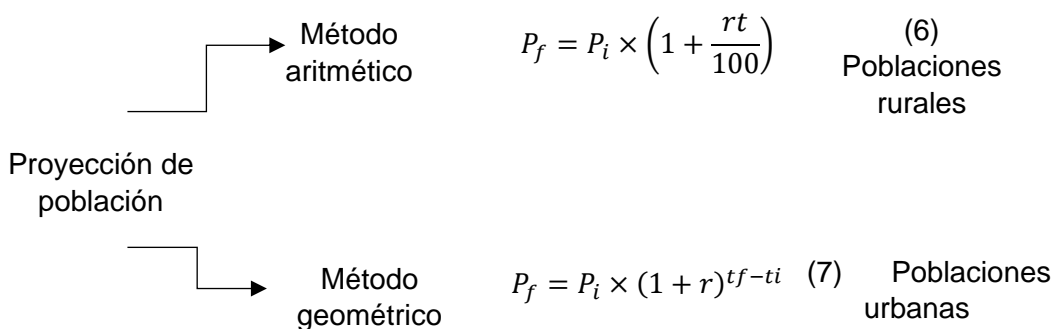 Método
aritmético
P_f = P_i × (1 + rt/100)
(6)
Poblaciones
rurales
Proyección de
población
Método
geométrico
P_f = P_i × (1 + r)^{tf−ti}
(7) Poblaciones
urbanas